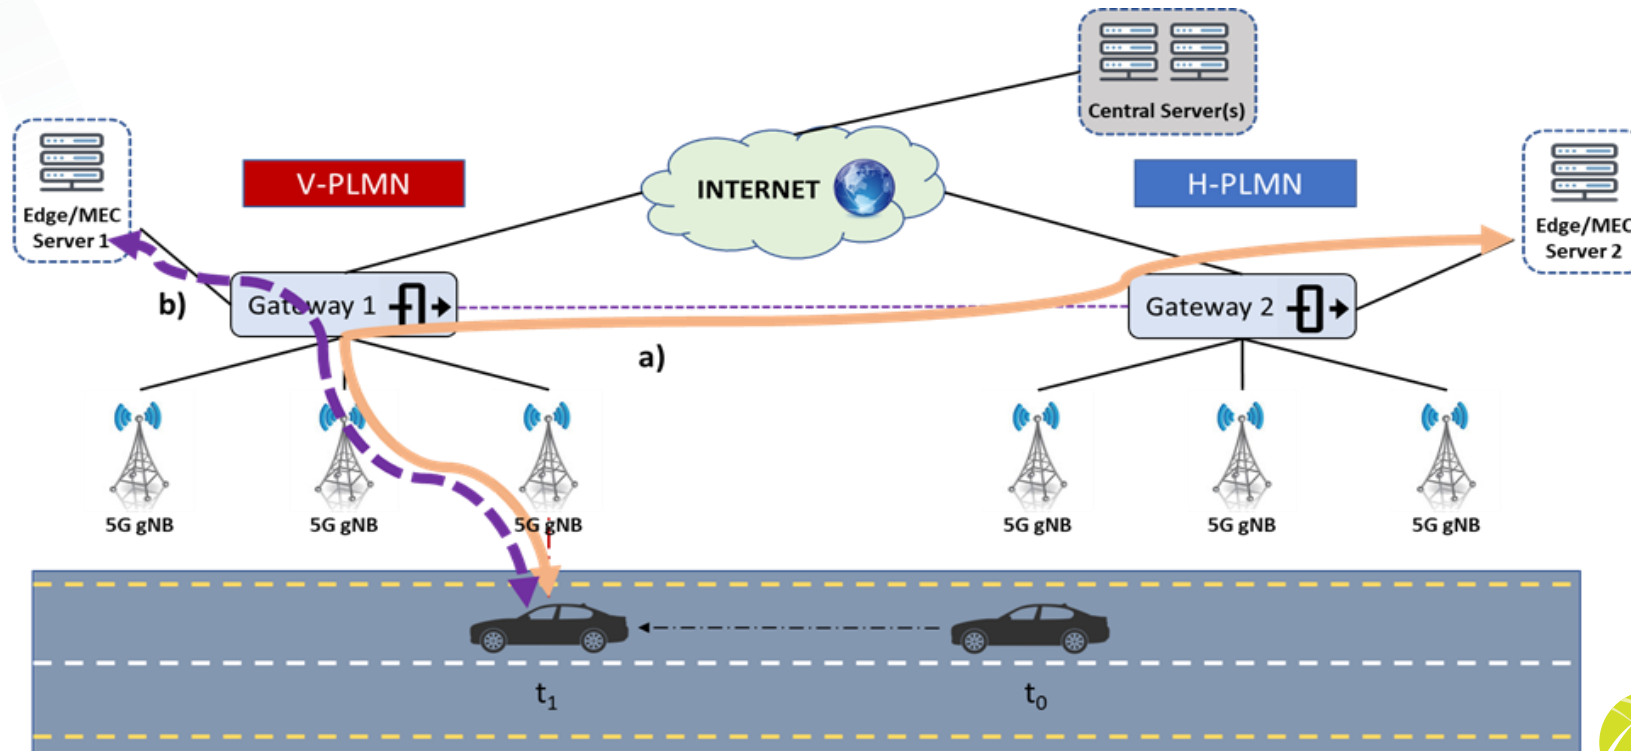 Central Server(s)
Edge/MEC
Server 1
V-PLMN
INTERNET
H-PLMN
Edge/MEC
Server 2
b)
Gateway 1
Gateway 2
a)
5G gNB
5G gNB
5G gNB
5G gNB
5G gNB
5G gNB
t₁
t₀